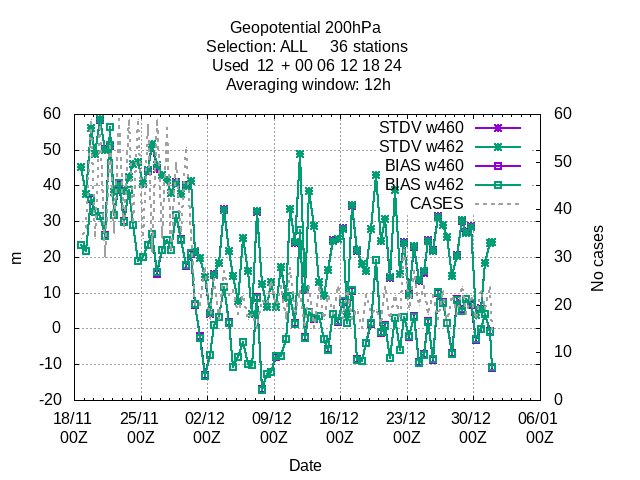 Geopotential 200hPa
Selection: ALL 36 stations
Used 12 + 00 06 12 18 24
Averaging window: 12h
60 60
STDV w460
STDV w462
50 50
BIAS w460
BIAS w462
40 40
CASES
30 30
20 20
10
0
10
-10
-20 0
m
No cases
18/11 25/11 02/12 09/12 16/12 23/12 30/12 06/01
00Z 00Z 00Z 00Z 00Z 00Z 00Z 00Z
Date